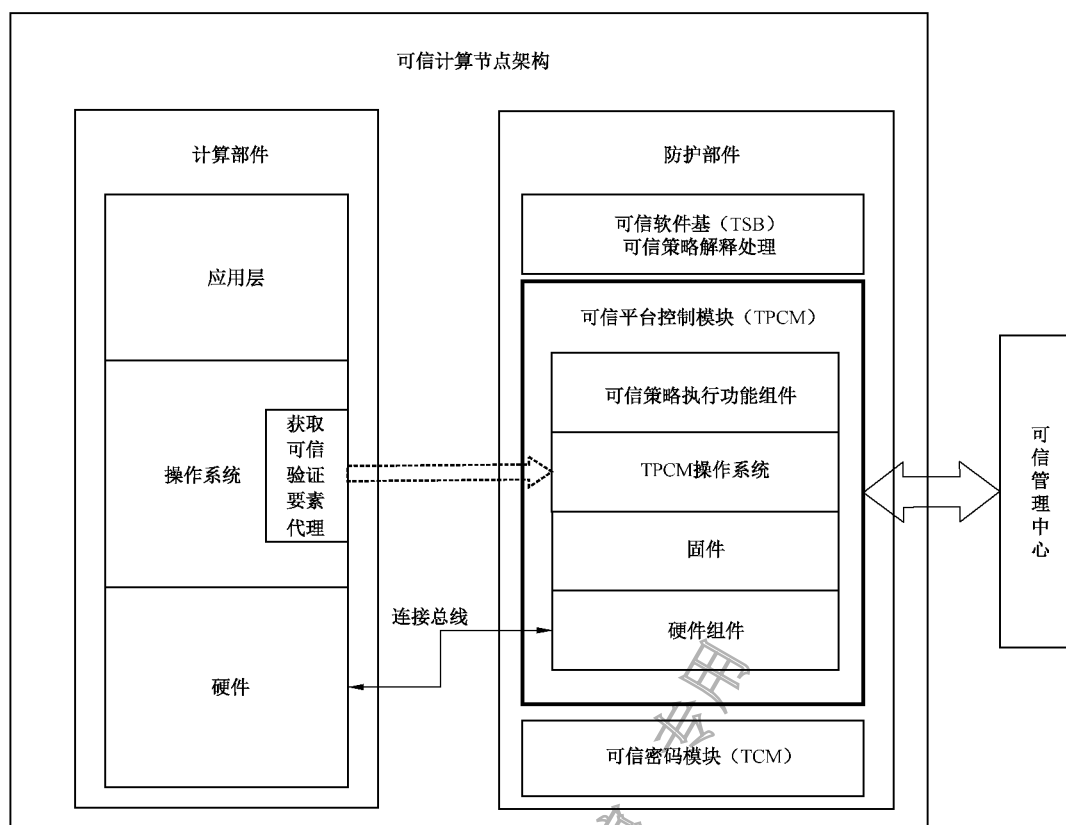 可信计算节点架构
计算部件
应用层
操作系统
获取
可信
验证
要素
代理
硬件
连接总线
防护部件
可信软件基（TSB）
可信策略解释处理
可信平台控制模块（TPCM）
可信策略执行功能组件
TPCM操作系统
固件
硬件组件
可信密码模块（TCM）
可信管理中心
专用